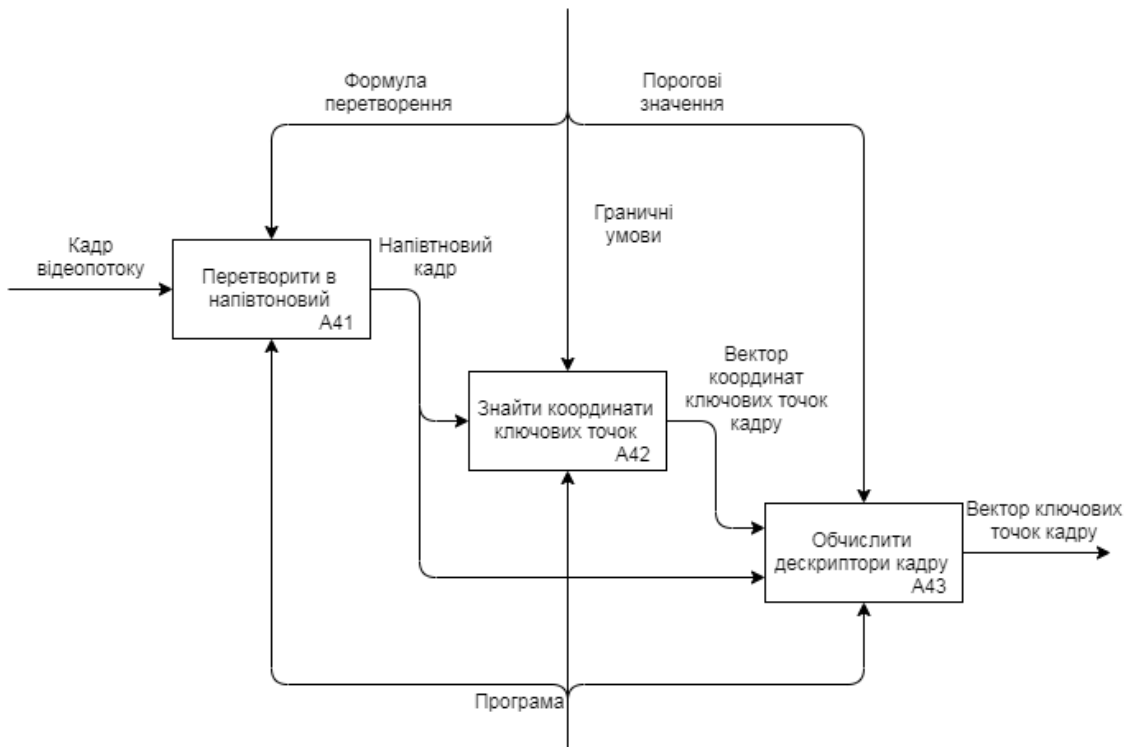 Формула
перетворення
Порогові
значення
Граничні
умови
Кадр
відеопотоку
Перетворити в
напівтоновий
A41
Напівтновий
кадр
Знайти координати
ключових точок
A42
Вектор
координат
ключових точок
кадру
Обчислити
дескриптори кадру
A43
Вектор ключових
точок кадру
Програма